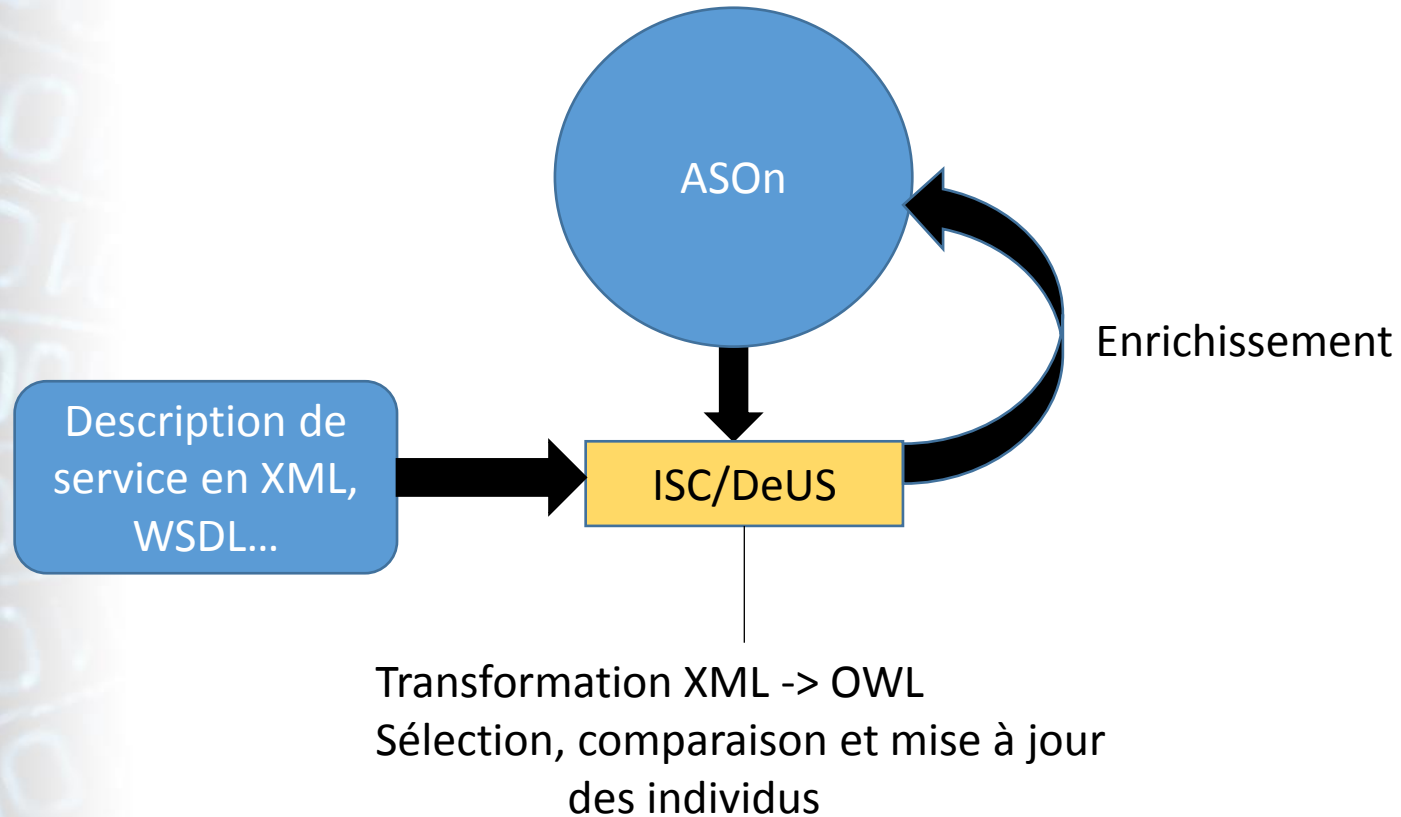 ASOn
Enrichissement
Description de
service en XML,
WSDL...
ISC/DeUS
Transformation XML -> OWL
Sélection, comparaison et mise à jour
des individus